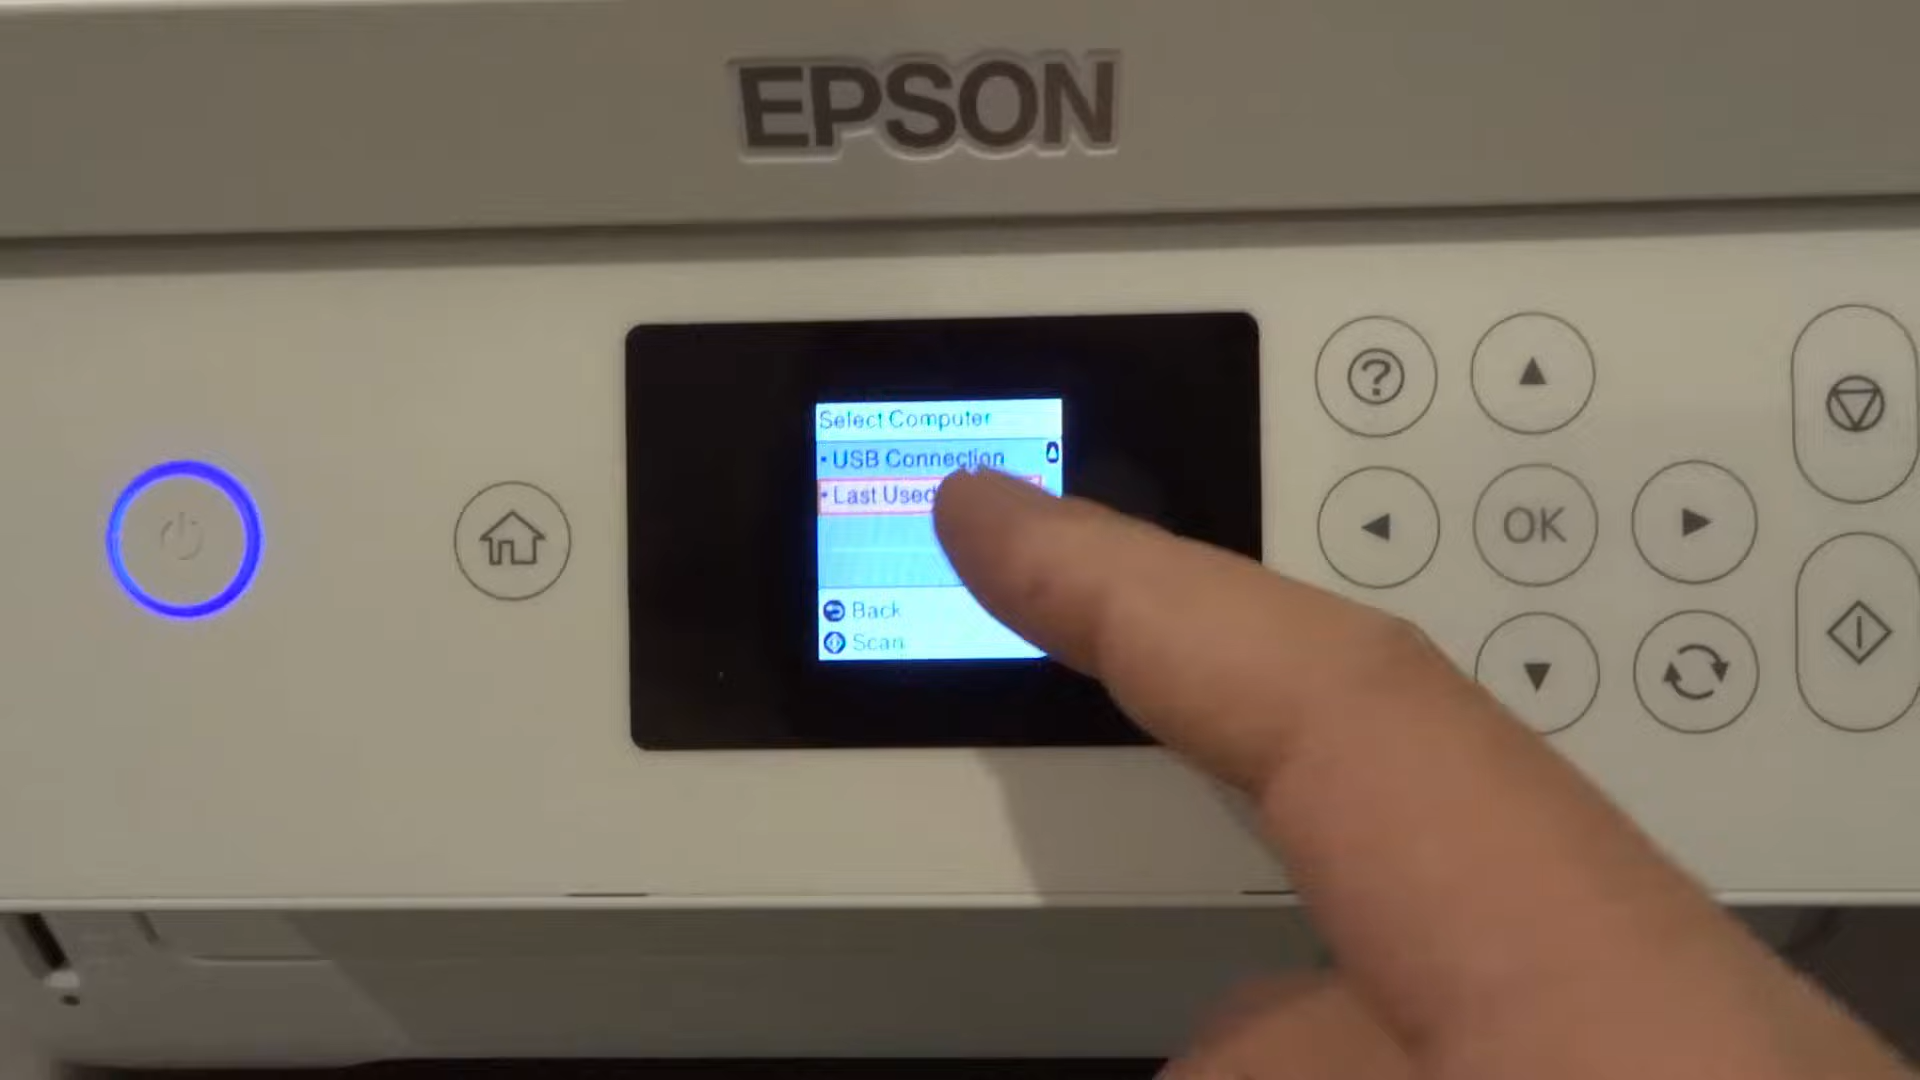 EPSON
Select Computer
• USB Connection
• Last Used
Back
Scan
?
OK